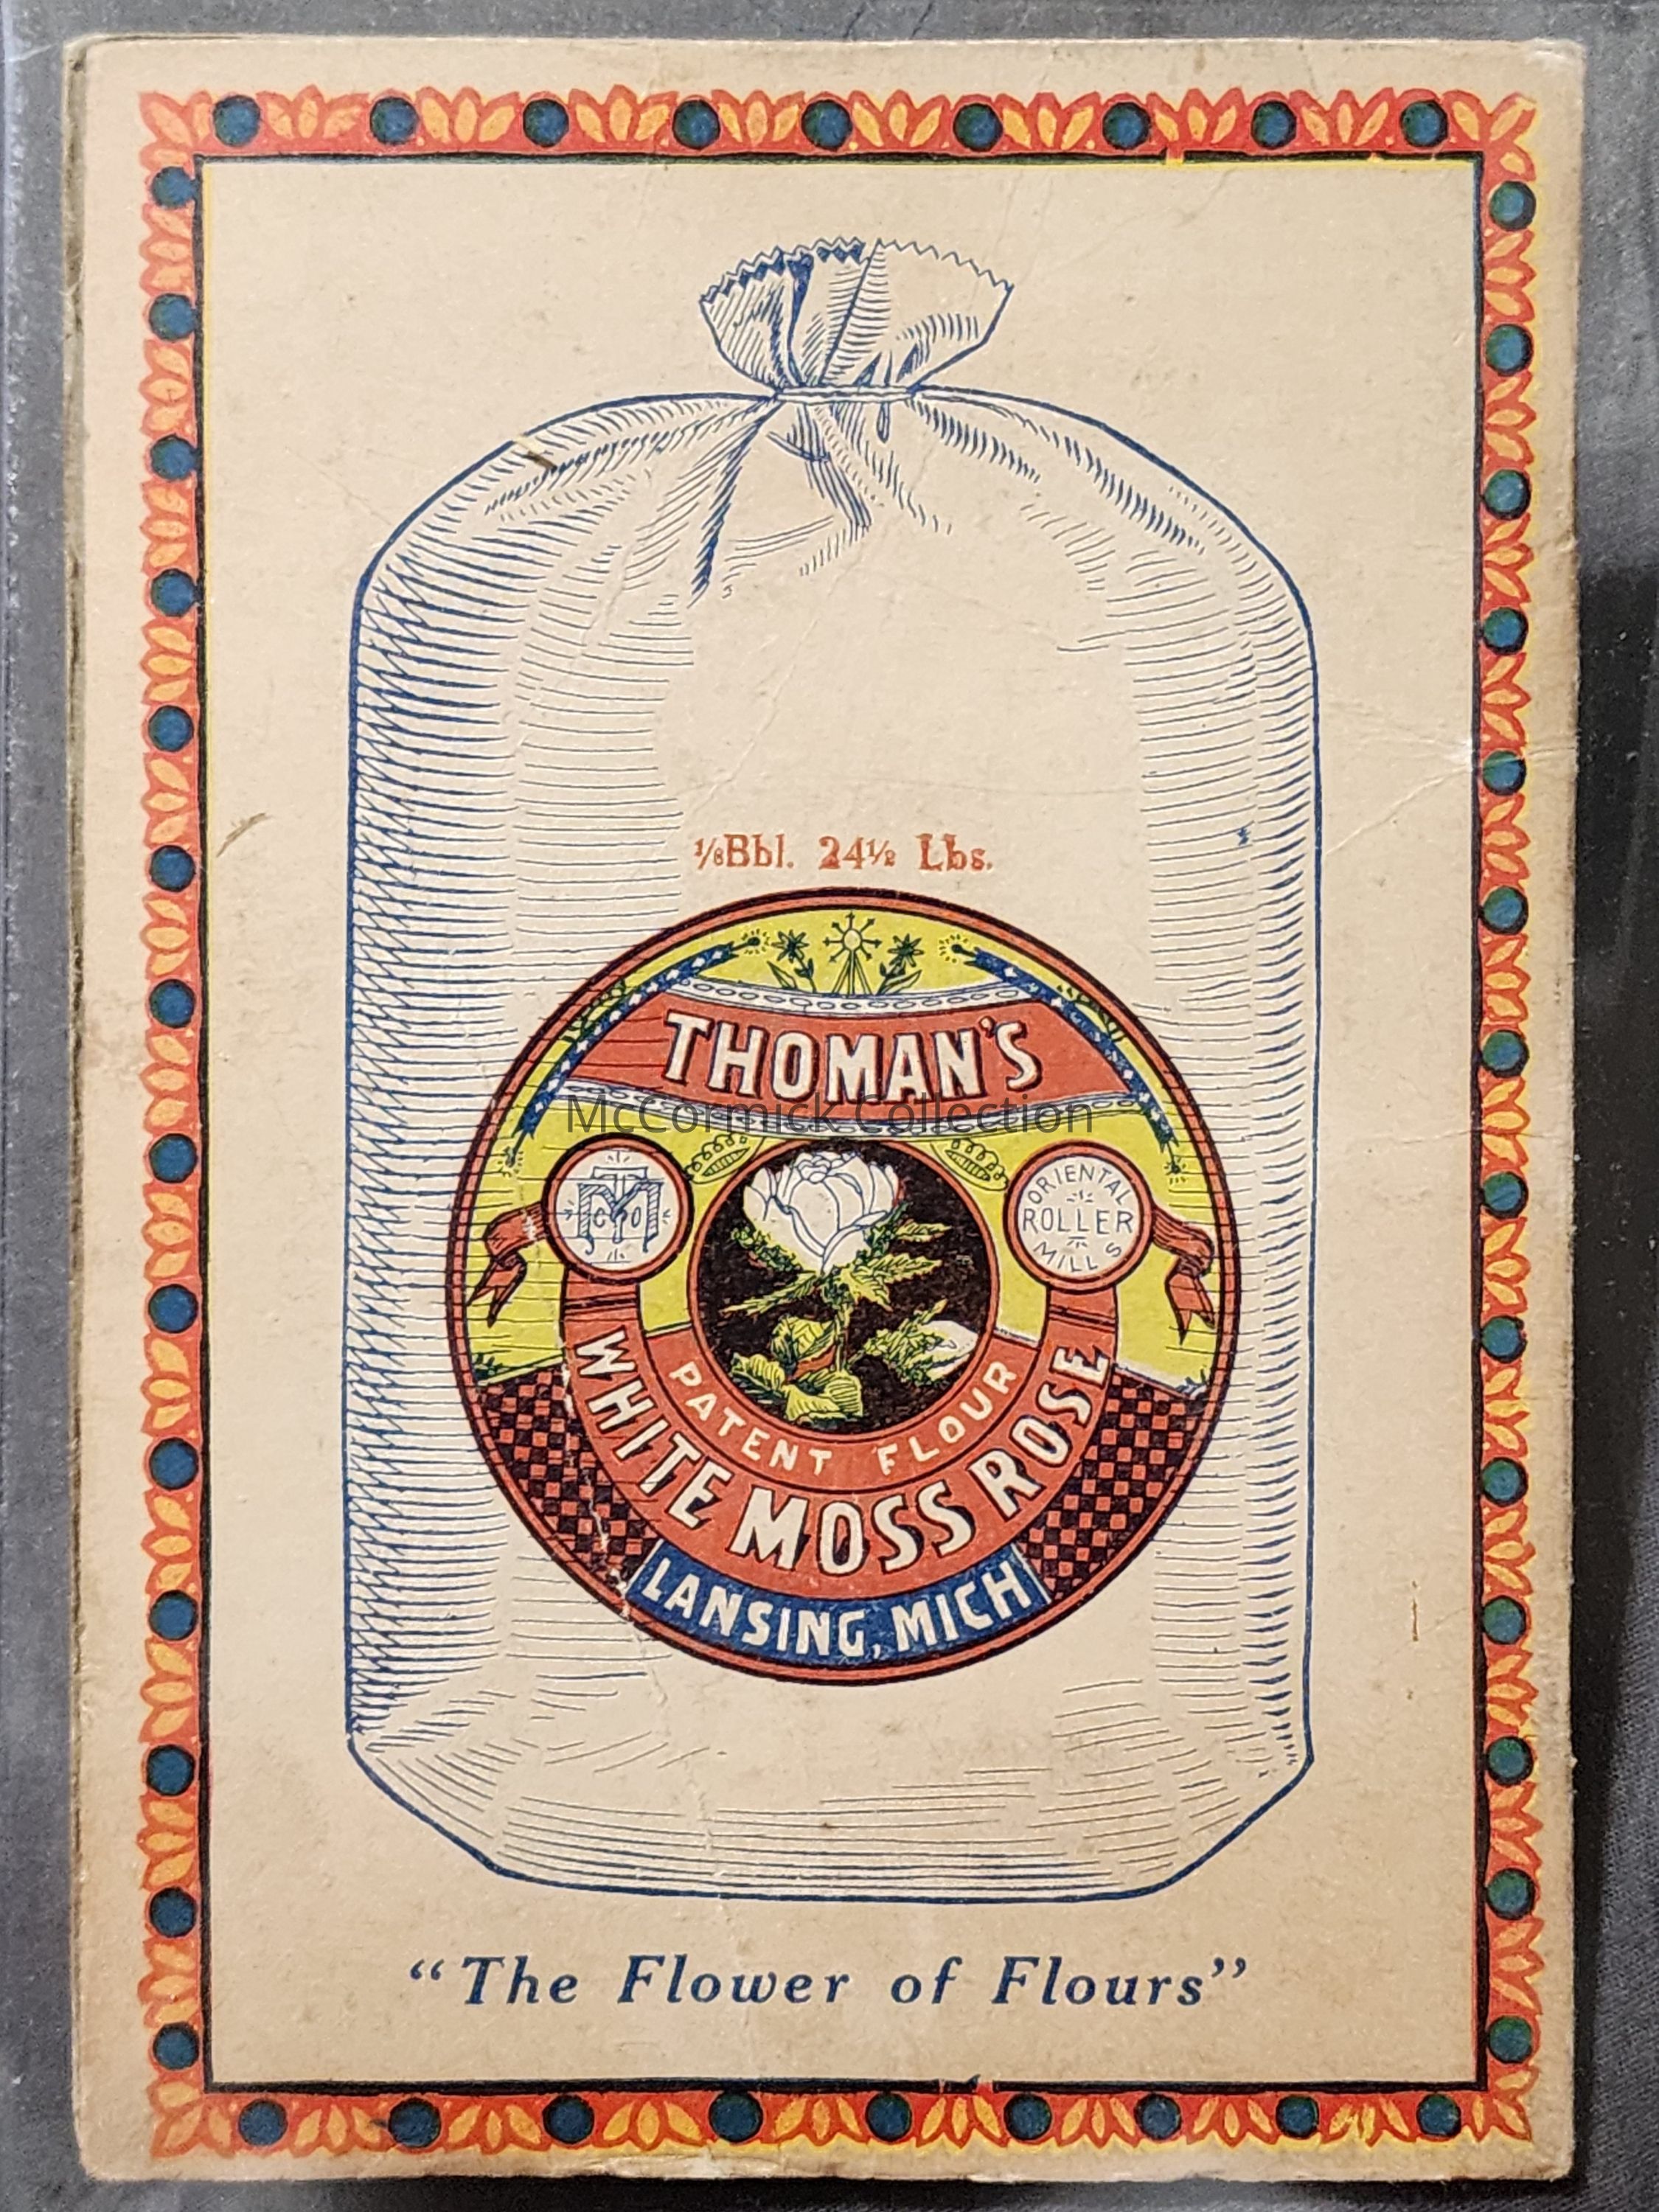 ⅛Bbl. 24½ Lbs.
THOMAN'S
McCormick Collection
ORIENTAL
ROLLER
MILLS
PATENT FLOUR
WHITE MOSS ROSE
LANSING, MICH
"The Flower of Flours"